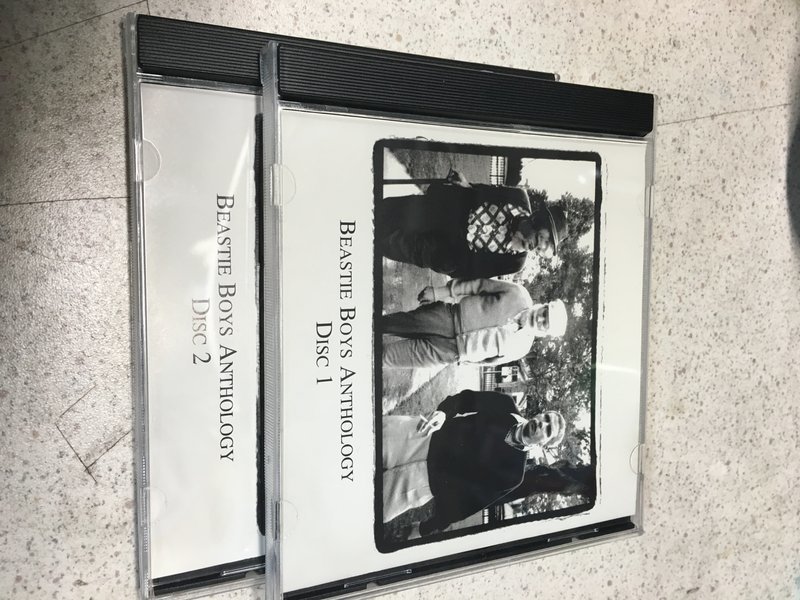 BEASTIE BOYS ANTHOLOGY
DISC 1
BEASTIE BOYS ANTHOLOGY
DISC 2